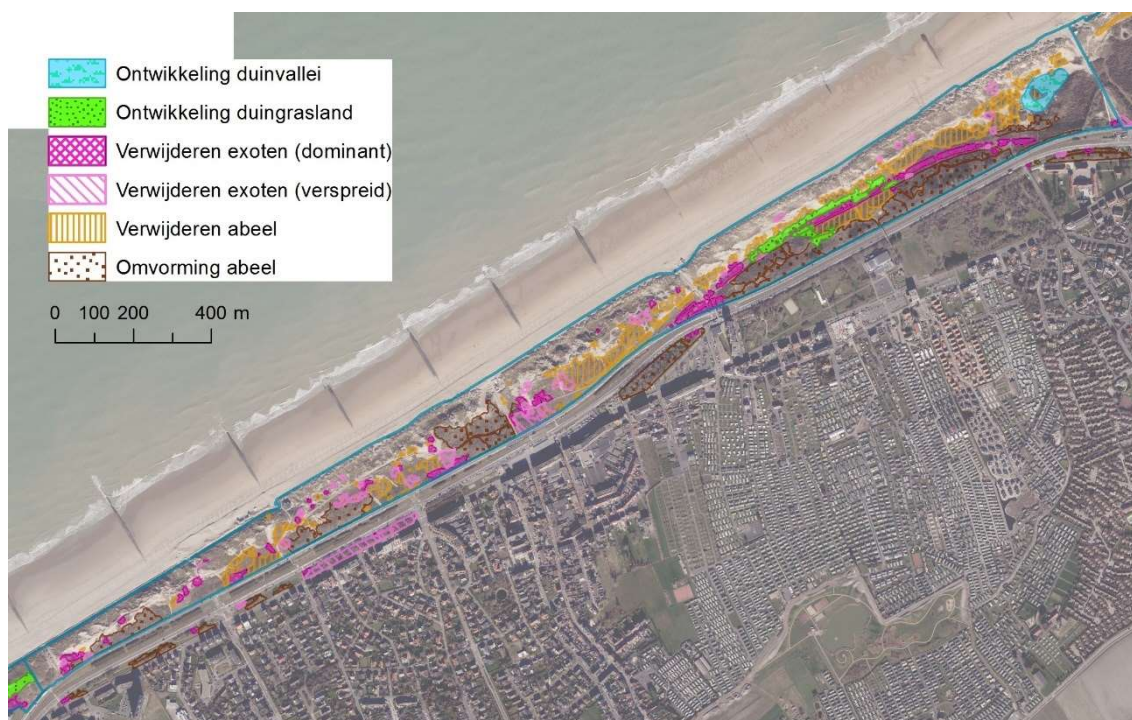 Ontwikkeling duinvallei
Ontwikkeling duingrasland
Verwijderen exoten (dominant)
Verwijderen exoten (verspreid)
Verwijderen abeel
Omvorming abeel
0 100 200 400 m